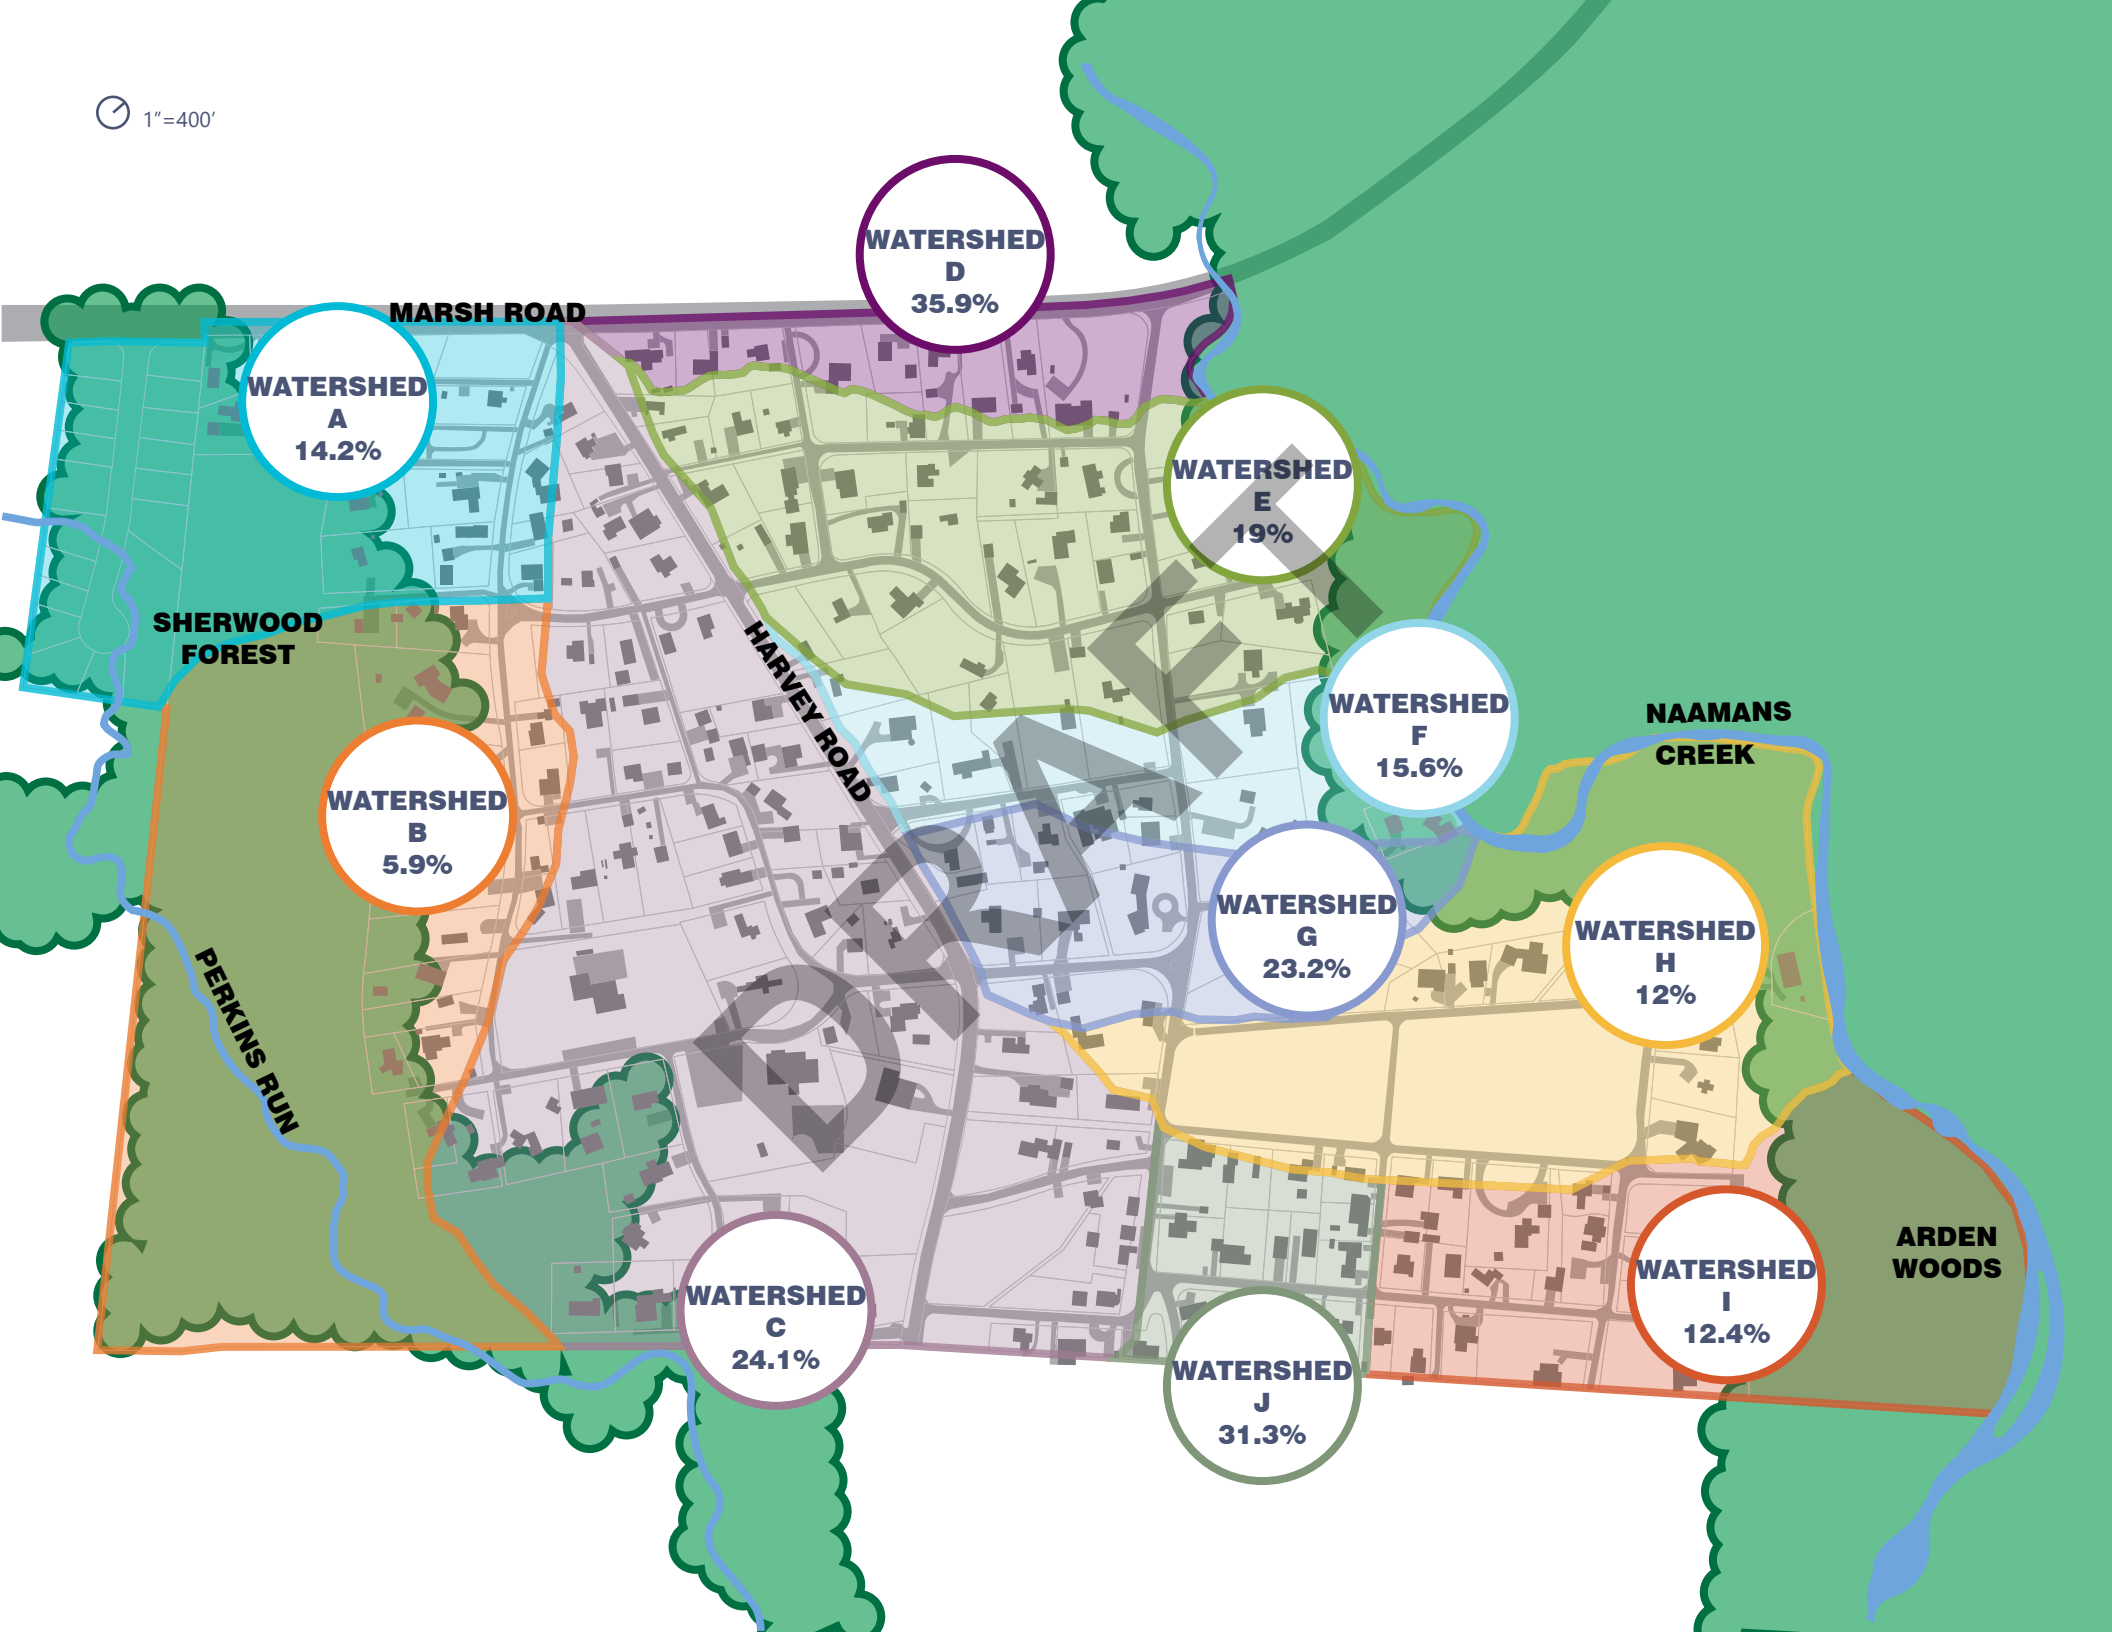 1"=400'
WATERSHED
D
35.9%
MARSH ROAD
WATERSHED
A
14.2%
WATERSHED
E
19%
SHERWOOD
FOREST
HARVEY ROAD
WATERSHED
F
15.6%
NAAMANS
CREEK
WATERSHED
B
5.9%
WATERSHED
G
23.2%
WATERSHED
H
12%
PERKINS RUN
DRAFT
ARDEN
WOODS
WATERSHED
C
24.1%
WATERSHED
I
12.4%
WATERSHED
J
31.3%